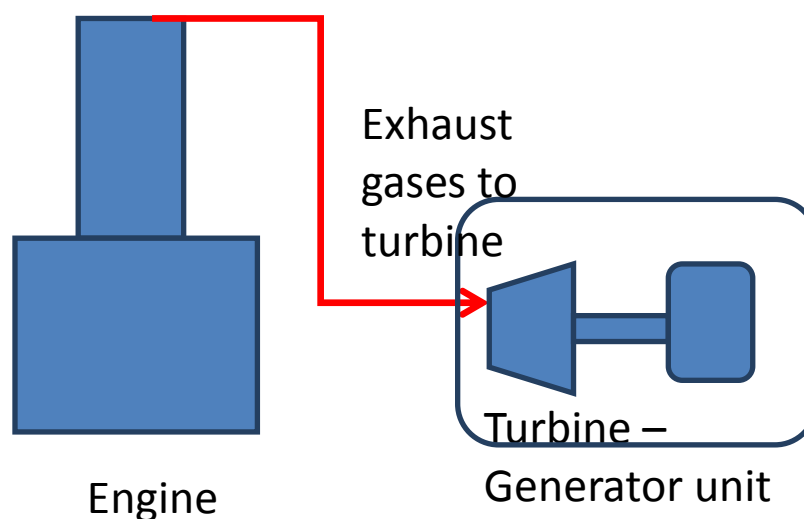 Exhaust
gases to
turbine
Turbine –
Generator unit
Engine